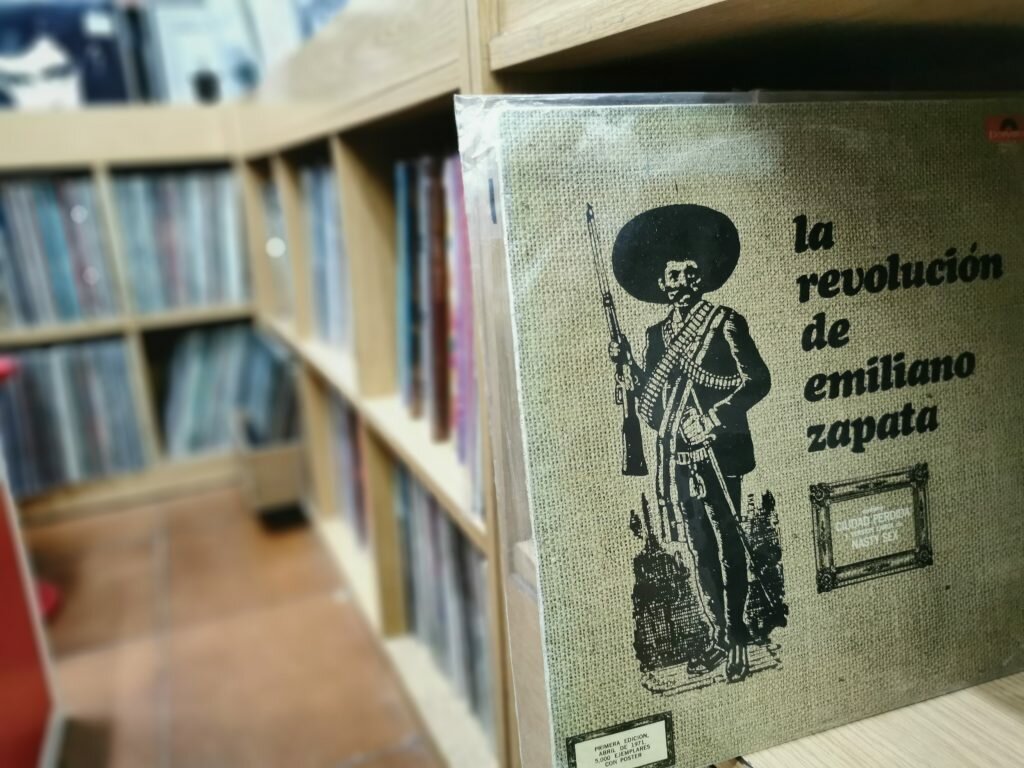 la
revolución
de
emiliano
zapata
CIUDAD PERDIDA
NASTY SEX
PRIMERA EDICION,
ABRIL DE 1971,
5,000 EJEMPLARES
CON POSTER